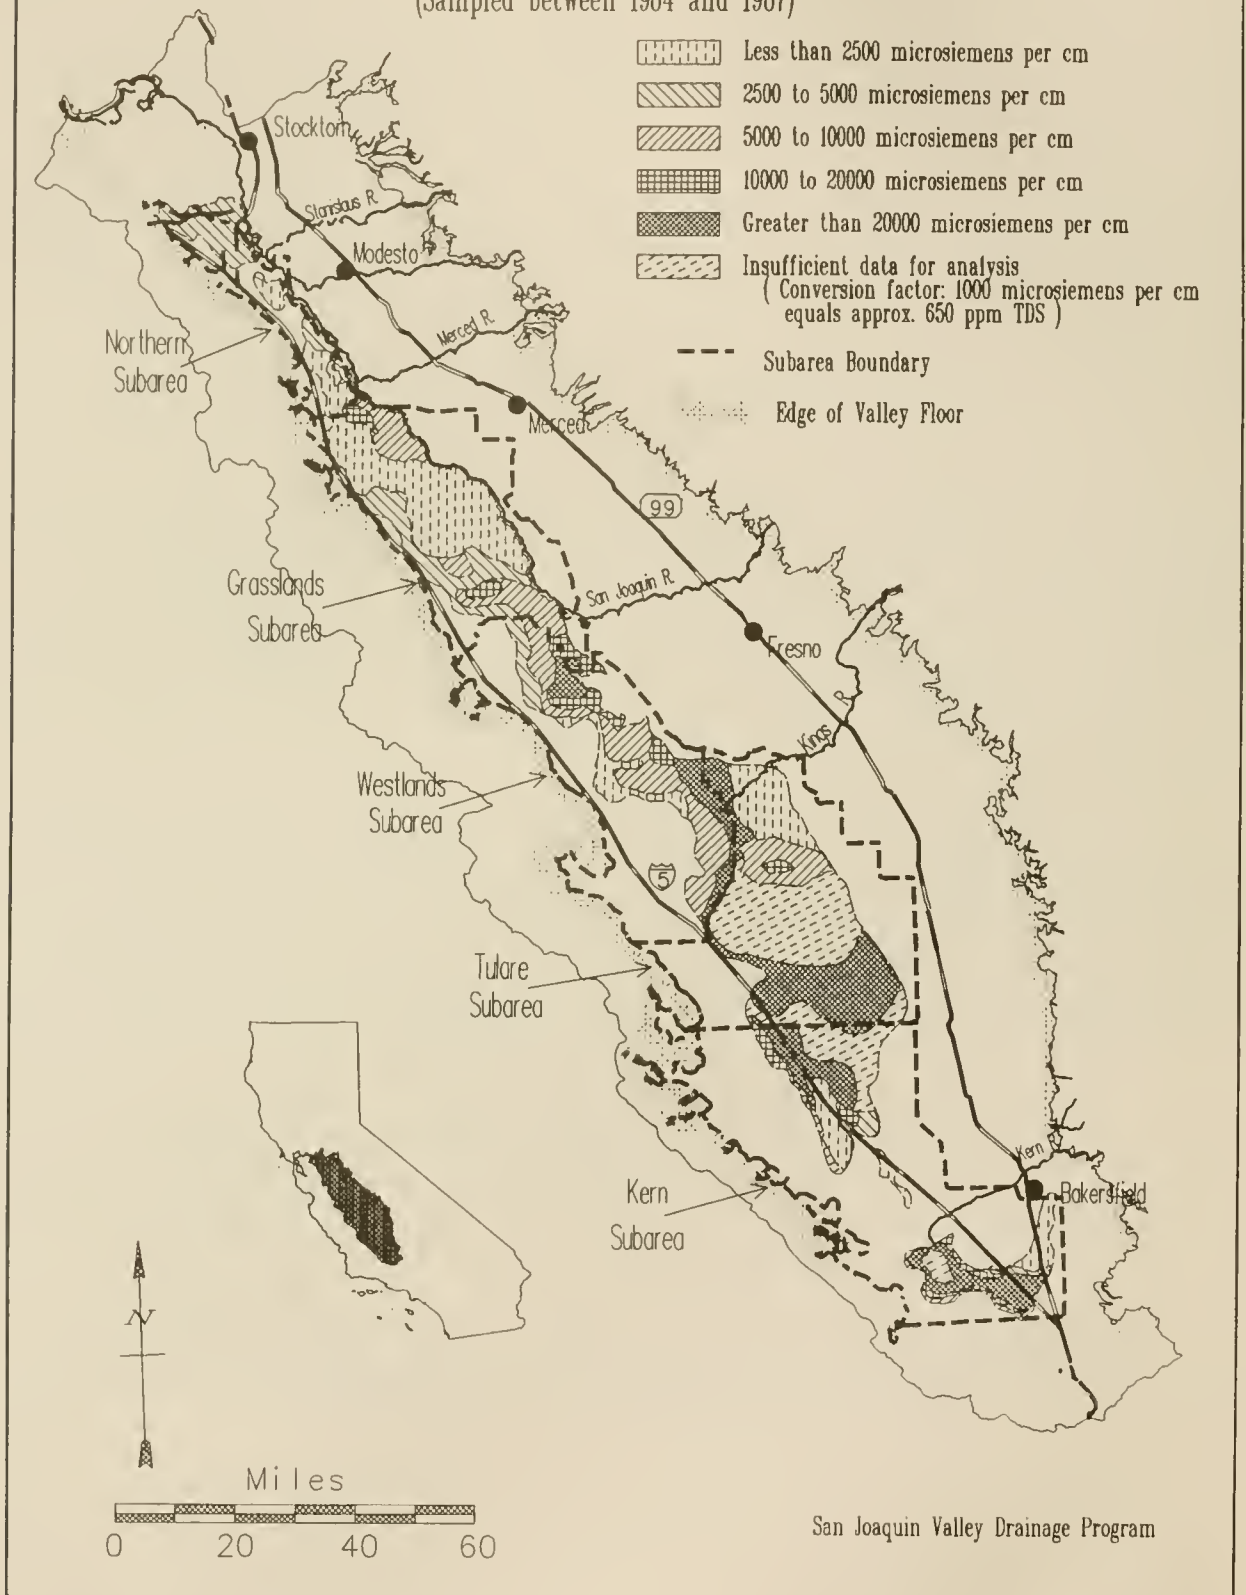 (Sampled between 1984 and 1987)
Less than 2500 microsiemens per cm
2500 to 5000 microsiemens per cm
5000 to 10000 microsiemens per cm
10000 to 20000 microsiemens per cm
Greater than 20000 microsiemens per cm
Insufficient data for analysis
( Conversion factor: 1000 microsiemens per cm
equals approx. 650 ppm TDS )
Subarea Boundary
Edge of Valley Floor
Stockton
Stanislaus R.
Modesto
Merced R.
Northern
Subarea
Merced
99
Grasslands
Subarea
San Joaquin R.
Fresno
Kings R.
Westlands
Subarea
5
Tulare
Subarea
Kern R.
Bakersfield
Kern
Subarea
N
Miles
0 20 40 60
San Joaquin Valley Drainage Program